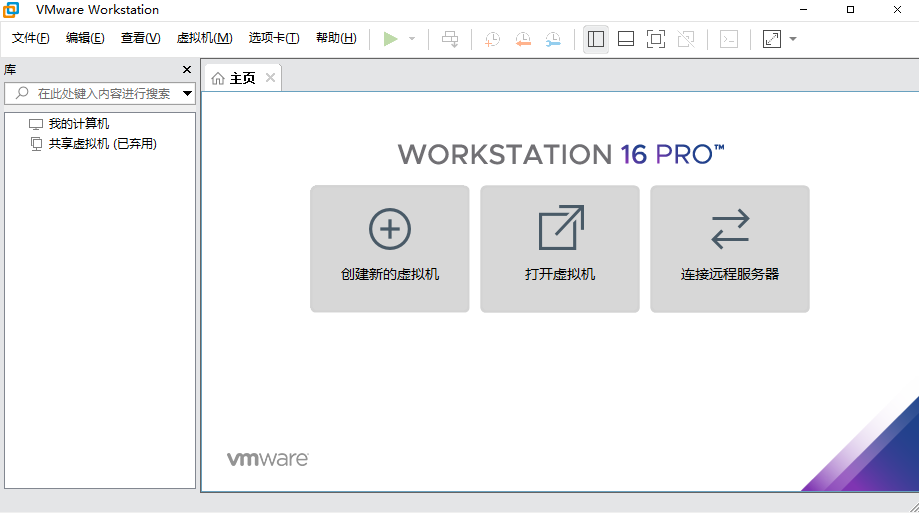 VMware Workstation
文件(F) 编辑(E) 查看(V) 虚拟机(M) 选项卡(T) 帮助(H)
库
主页
在此处键入内容进行搜索
我的计算机
共享虚拟机 (已弃用)
WORKSTATION 16 PRO™
创建新的虚拟机 打开虚拟机 连接远程服务器
vmware